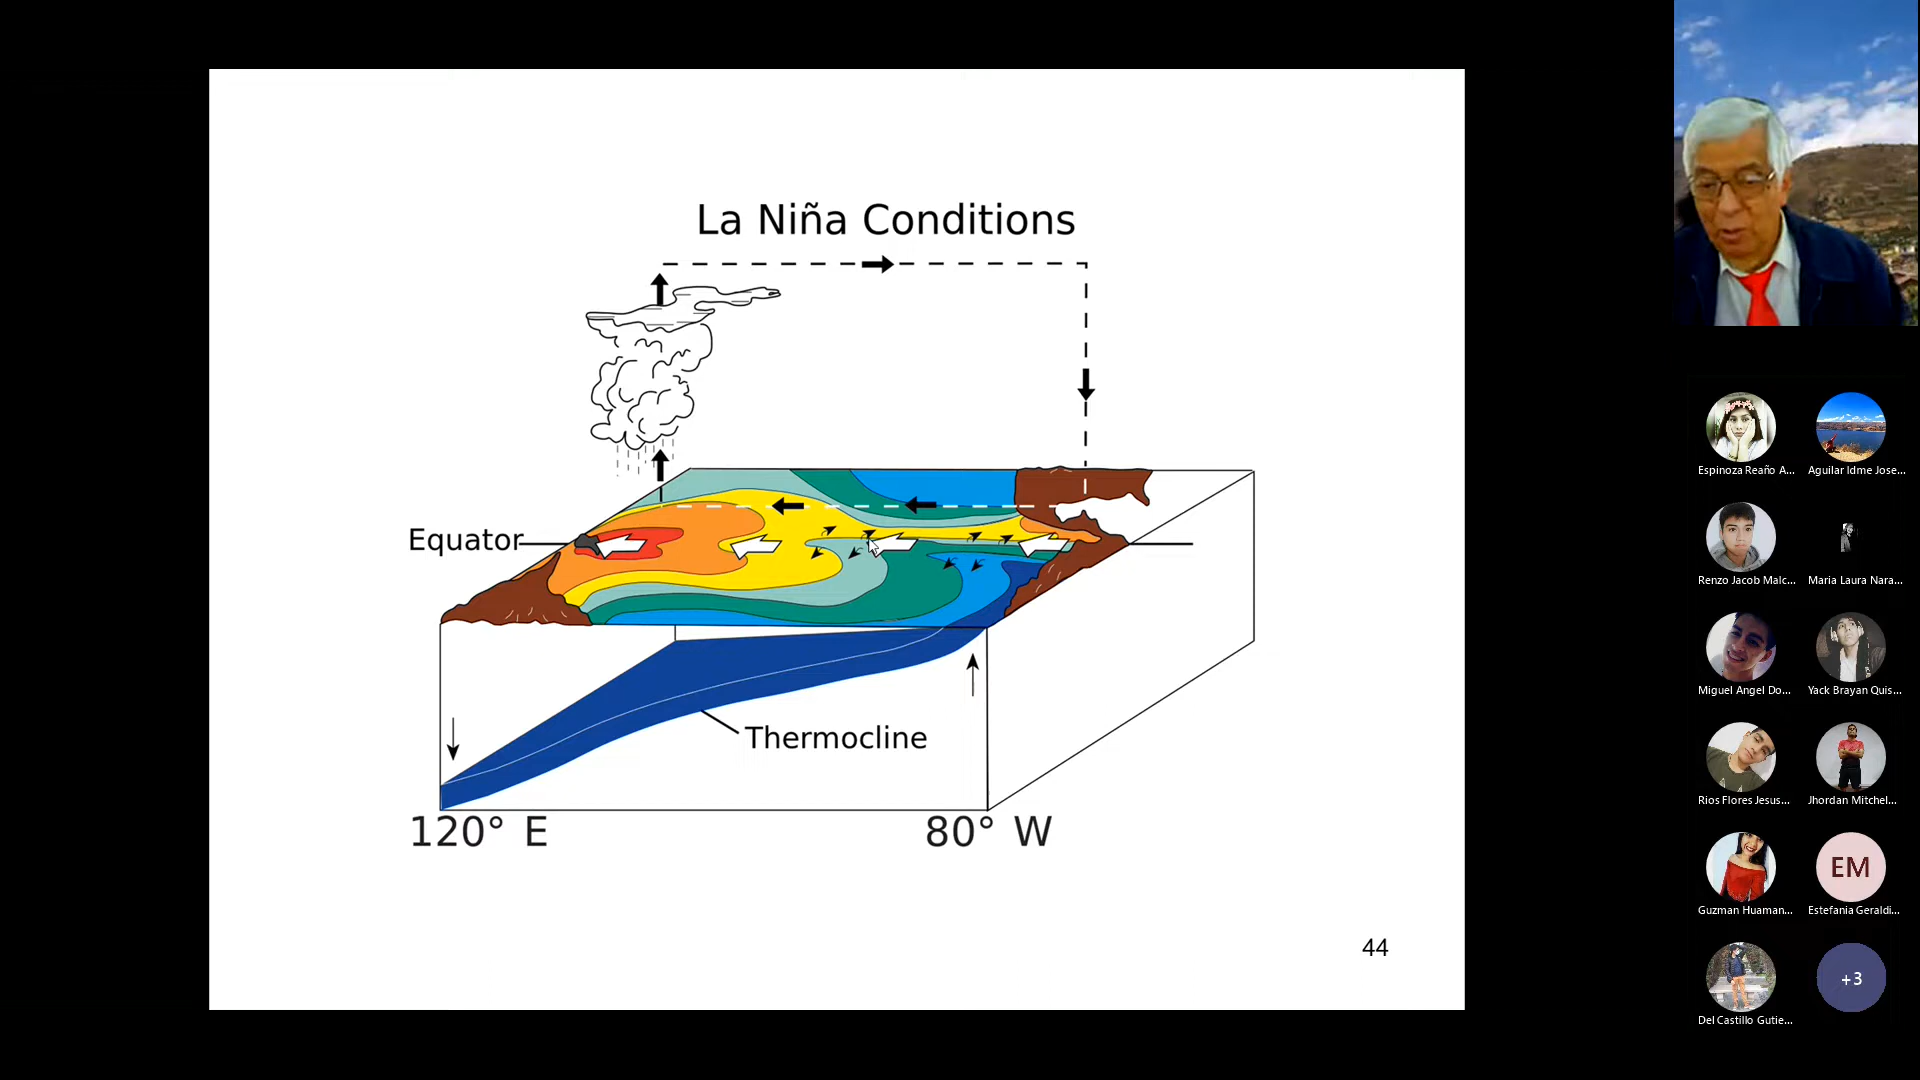 La Niña Conditions
Equator
Thermocline
120° E
80° W
44
Espinoza Reaño A...
Aguilar Idme Jose...
Renzo Jacob Malc...
Maria Laura Nara...
Miguel Angel Do...
Yack Brayan Quis...
Rios Flores Jesus...
Jhordan Mitchel...
Guzman Huaman...
EM
Estefania Geraldi...
Del Castillo Gutie...
+3